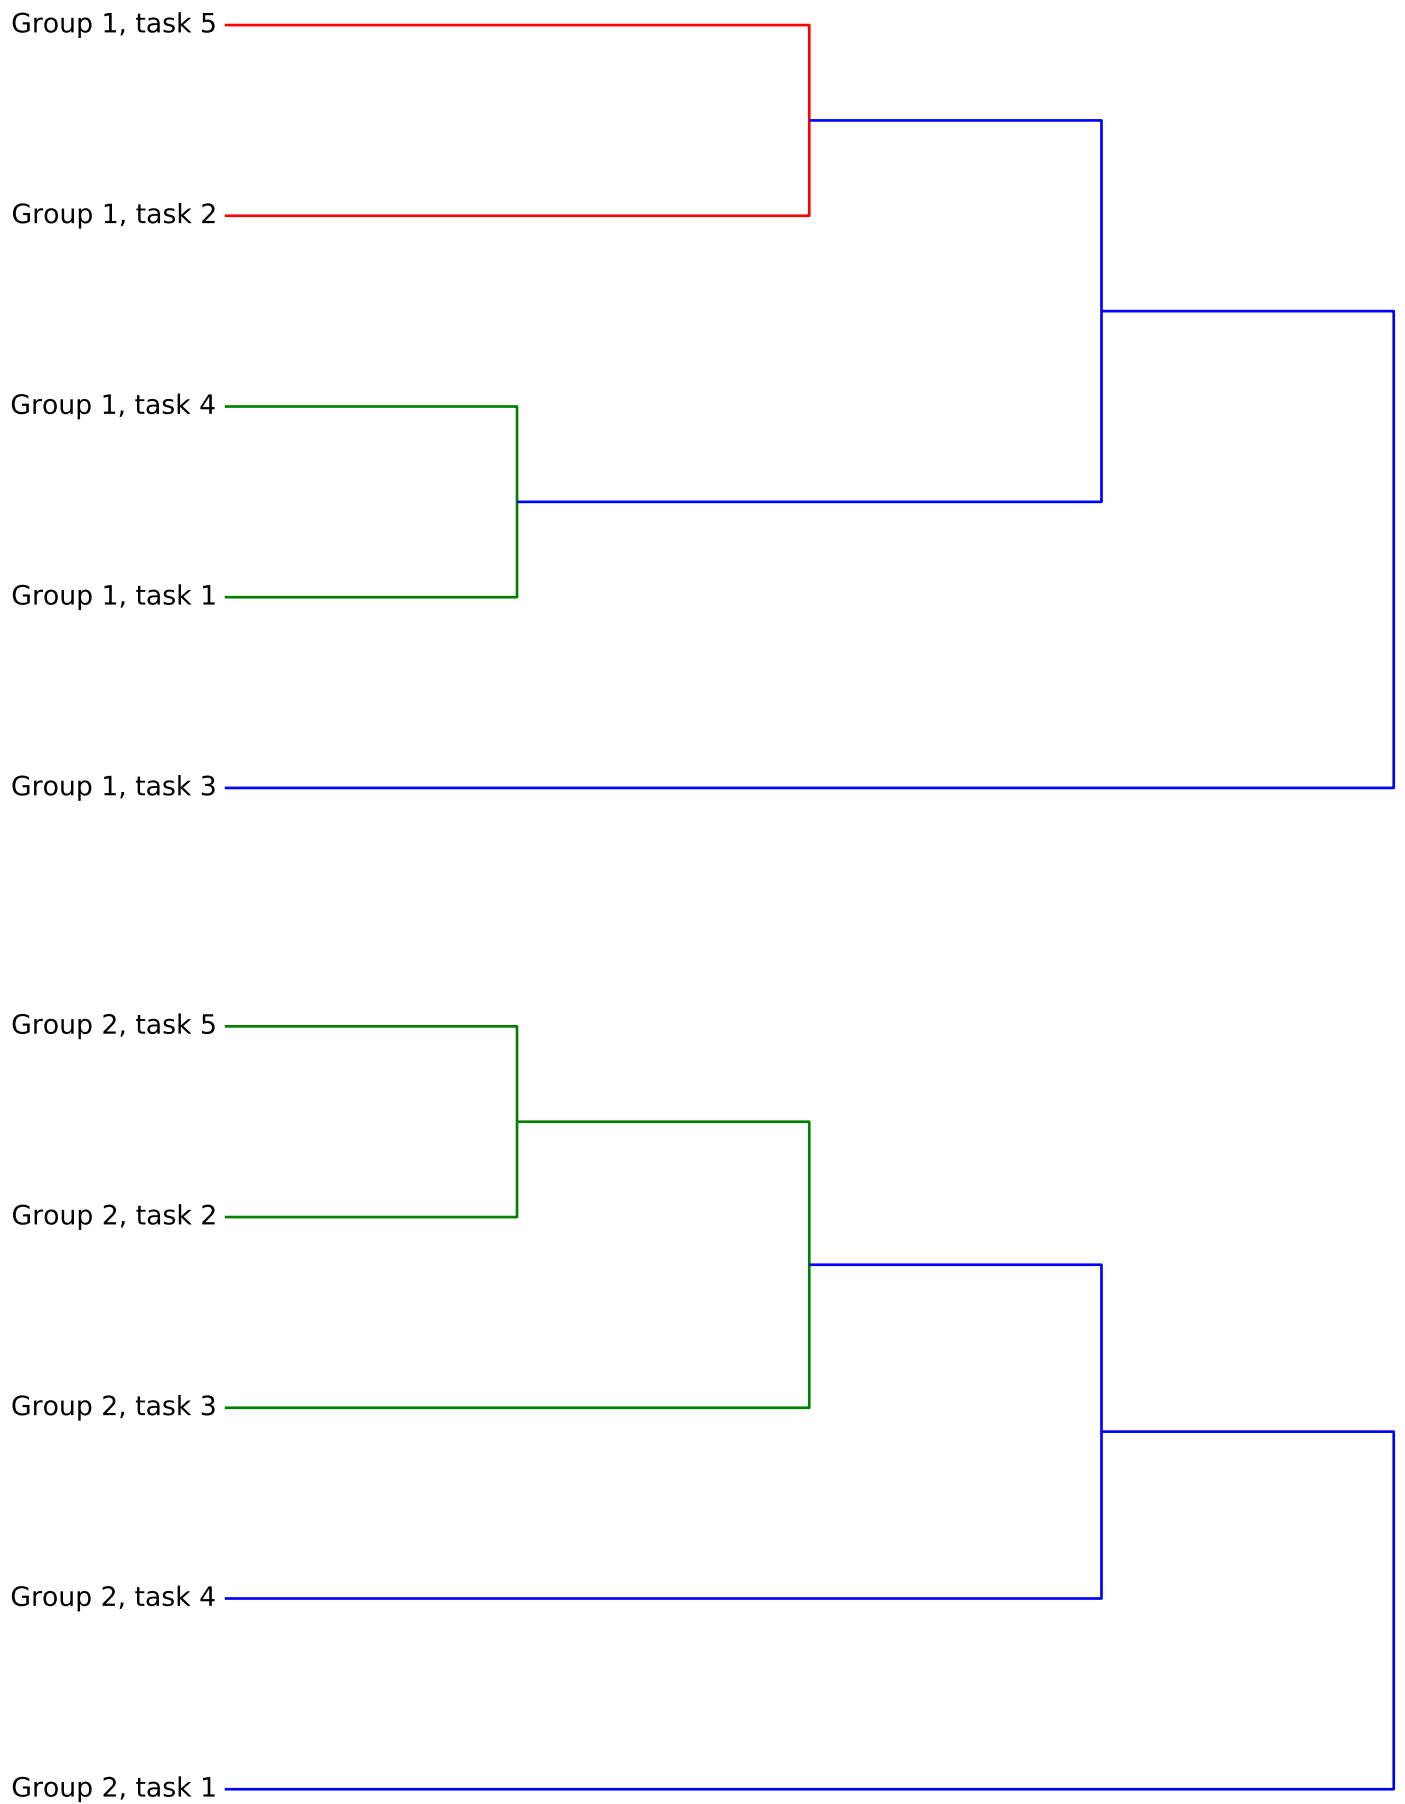 Group 1, task 5
Group 1, task 2
Group 1, task 4
Group 1, task 1
Group 1, task 3
Group 2, task 5
Group 2, task 2
Group 2, task 3
Group 2, task 4
Group 2, task 1